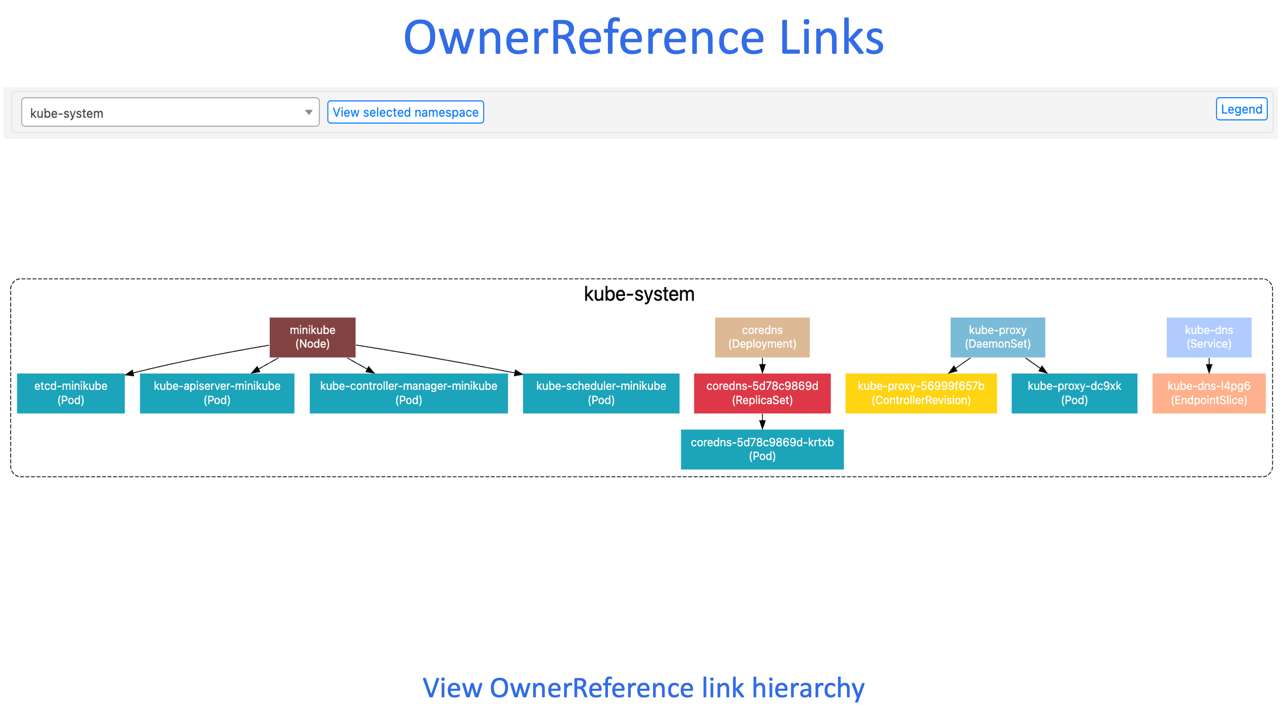 OwnerReference Links
kube-system
View selected namespace
Legend
kube-system
minikube
(Node)
coredns
(Deployment)
kube-proxy
(DaemonSet)
kube-dns
(Service)
etcd-minikube
(Pod)
kube-apiserver-minikube
(Pod)
kube-controller-manager-minikube
(Pod)
kube-scheduler-minikube
(Pod)
coredns-5d78c9869d
(ReplicaSet)
kube-proxy-56999f657b
(ControllerRevision)
kube-proxy-dc9xk
(Pod)
kube-dns-l4pg6
(EndpointSlice)
coredns-5d78c9869d-krtxb
(Pod)
View OwnerReference link hierarchy